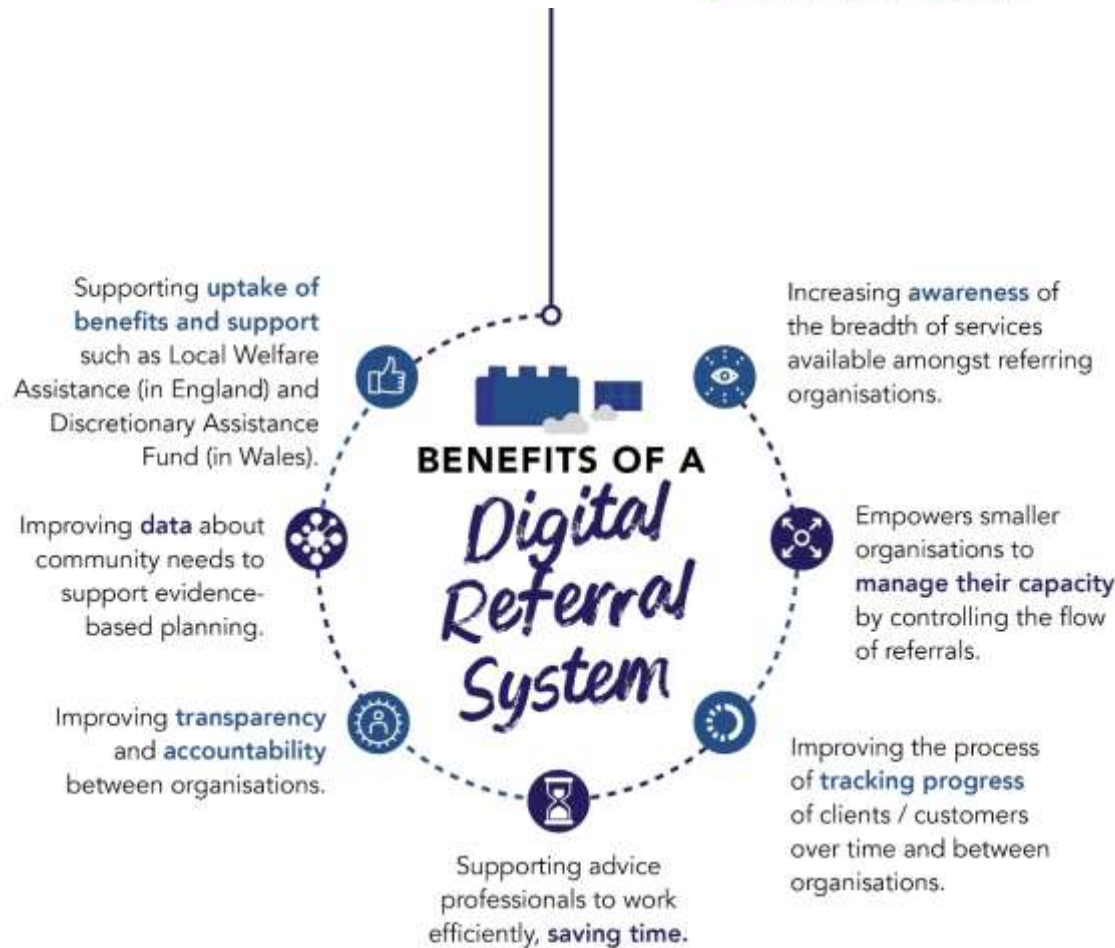 BENEFITS OF A
Digital
Referral
System
Increasing awareness of
the breadth of services
available amongst referring
organisations.
Empowers smaller
organisations to
manage their capacity
by controlling the flow
of referrals.
Improving the process
of tracking progress
of clients / customers
over time and between
organisations.
Supporting advice
professionals to work
efficiently, saving time.
Improving transparency
and accountability
between organisations.
Improving data about
community needs to
support evidence-
based planning.
Supporting uptake of
benefits and support
such as Local Welfare
Assistance (in England) and
Discretionary Assistance
Fund (in Wales).